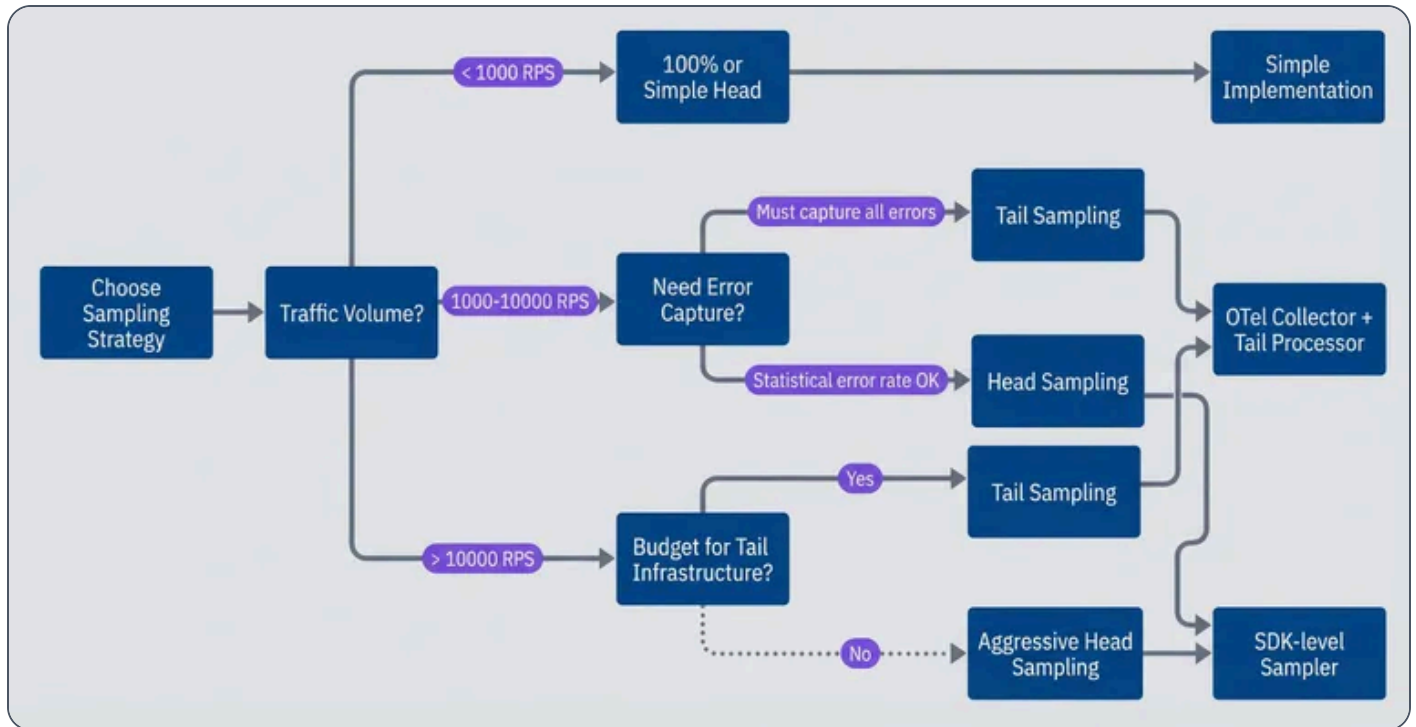 < 1000 RPS
100% or
Simple Head
Simple
Implementation
Must capture all errors
Tail Sampling
Choose
Sampling
Strategy
Traffic Volume?
1000-10000 RPS
Need Error
Capture?
OTel Collector +
Tail Processor
Statistical error rate OK
Head Sampling
Yes
Tail Sampling
> 10000 RPS
Budget for Tail
Infrastructure?
No
Aggressive Head
Sampling
SDK-level
Sampler